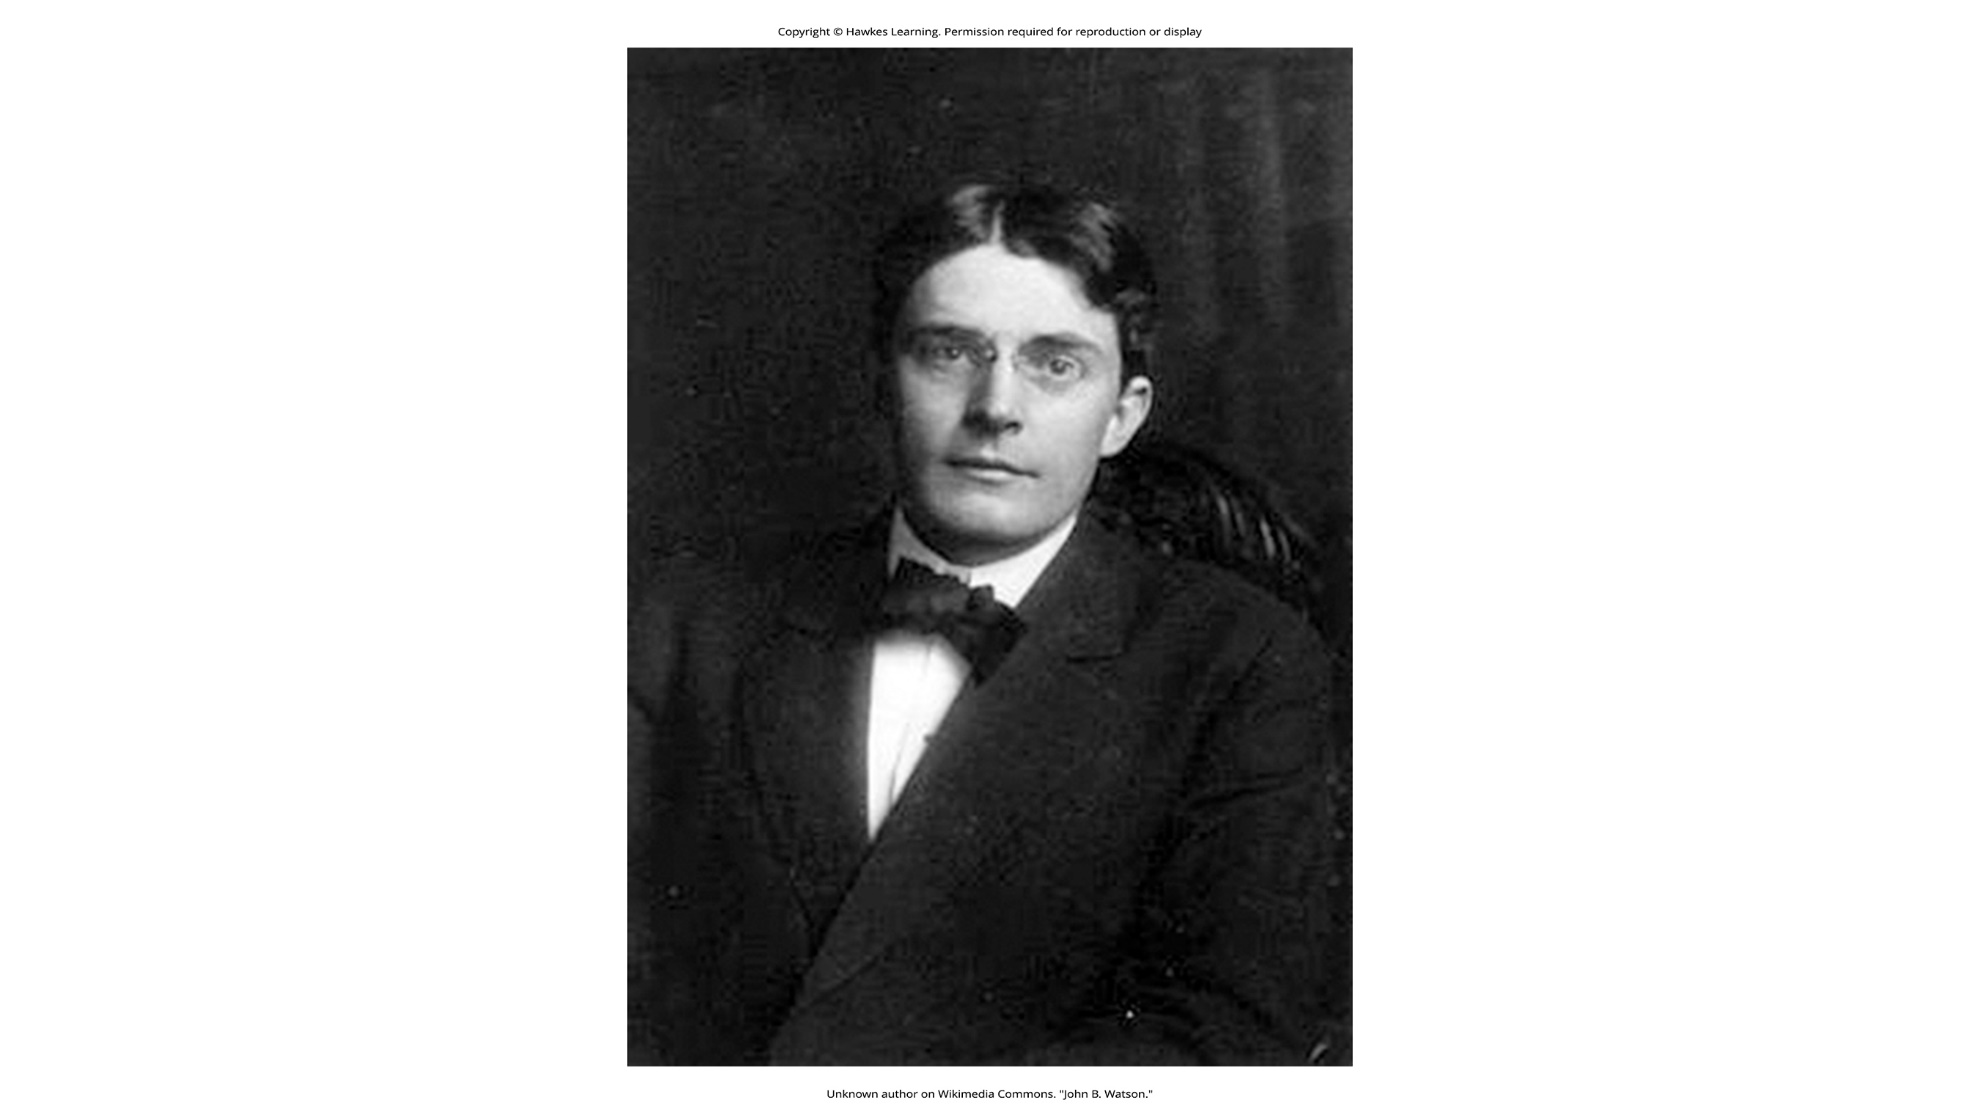 Copyright © Hawkes Learning. Permission required for reproduction or display
Unknown author on Wikimedia Commons. "John B. Watson."